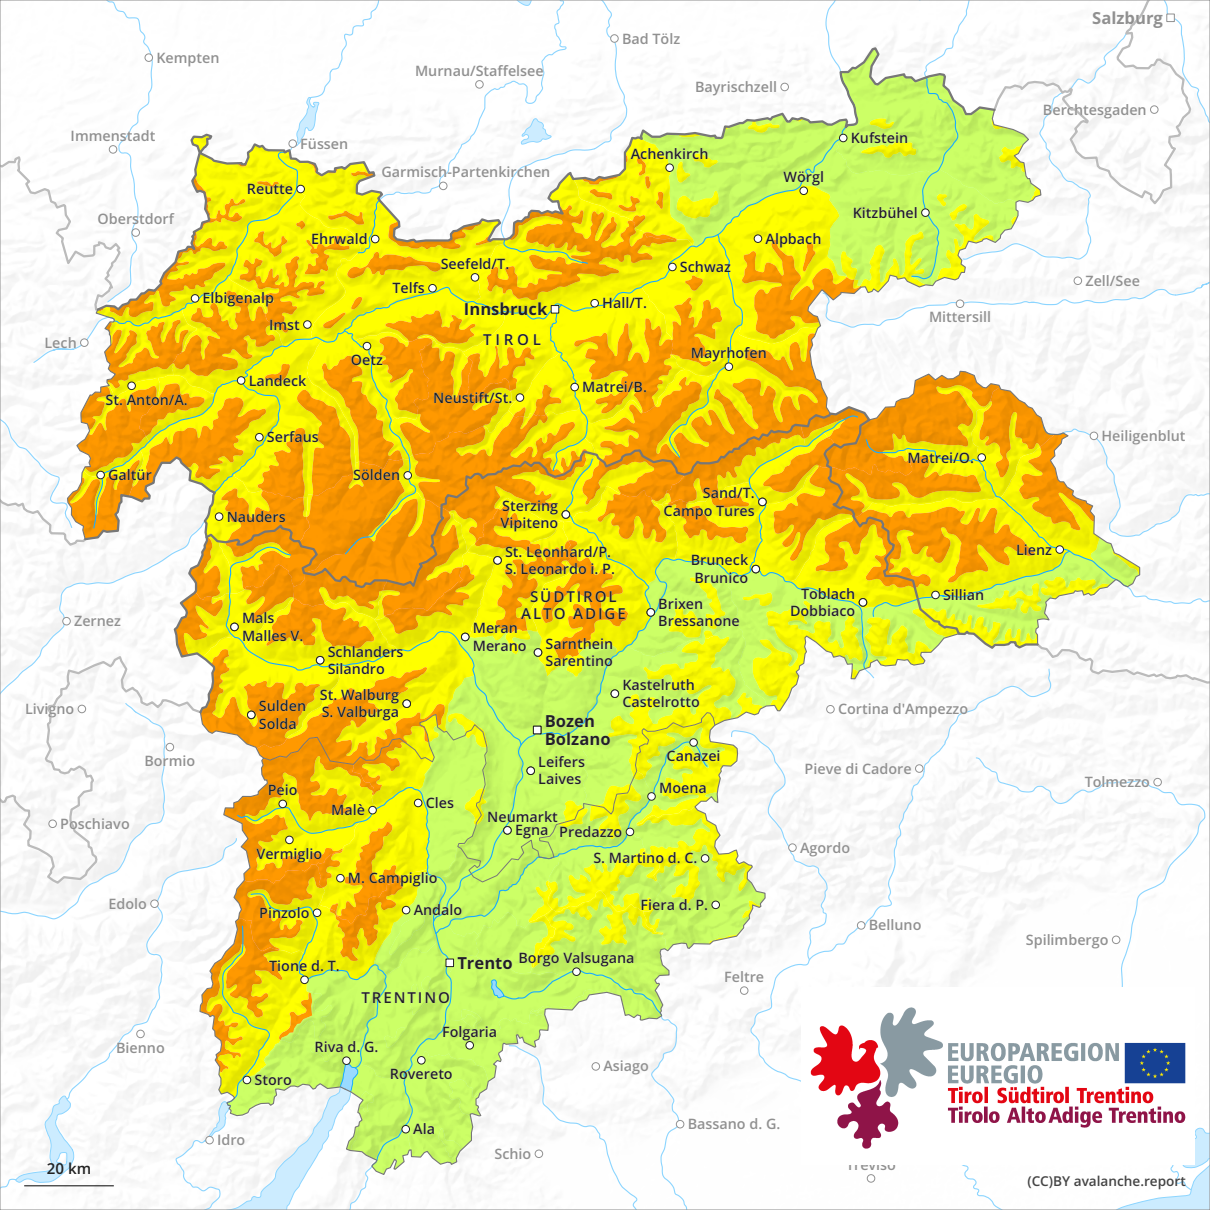 Salzburg
Bad Tölz
Kempten
Murnau/Staffelsee
Bayrischzell
Berchtesgaden
Immenstadt
Kufstein
Füssen
Achenkirch
Garmisch-Partenkirchen
Wörgl
Reutte
Kitzbühel
Oberstdorf
Ehrwald
Alpbach
Seefeld/T.
Schwaz
Zell/See
Telfs
Elbigenalp
Hall/T.
Innsbruck
Mittersill
Imst
TIROL
Lech
Mayrhofen
Oetz
Landeck
Matrei/B.
St. Anton/A.
Neustift/St.
Serfaus
Heiligenblut
Matrei/O.
Galtür
Sölden
Sand/T.
Campo Tures
Sterzing
Vipiteno
Nauders
Lienz
St. Leonhard/P.
S. Leonardo i. P.
Bruneck
Brunico
SÜDTIROL
ALTO ADIGE
Toblach
Dobbiaco
Sillian
Brixen
Bressanone
Zernez
Mals
Malles V.
Meran
Merano
Sarnthein
Sarentino
Schlanders
Silandro
Kastelruth
Castelrotto
St. Walburg
S. Valburga
Sulden
Solda
Livigno
Cortina d'Ampezzo
Bozen
Bolzano
Bormio
Canazei
Leifers
Laives
Pieve di Cadore
Tolmezzo
Peio
Moena
Malè
Cles
Neumarkt
Egna
Predazzo
Poschiavo
Agordo
Vermiglio
S. Martino d. C.
M. Campiglio
Edolo
Fiera d. P.
Pinzolo
Andalo
Belluno
Spilimbergo
Borgo Valsugana
Trento
Tione d. T.
Feltre
TRENTINO
Folgaria
Bienno
Riva d. G.
Rovereto
Asiago
Storo
EUROPAREGION
EUREGIO
Tirol Südtirol Trentino
Tirolo Alto Adige Trentino
Ala
Bassano d. G.
Idro
Schio
Treviso
20 km
(CC)BY avalanche.report